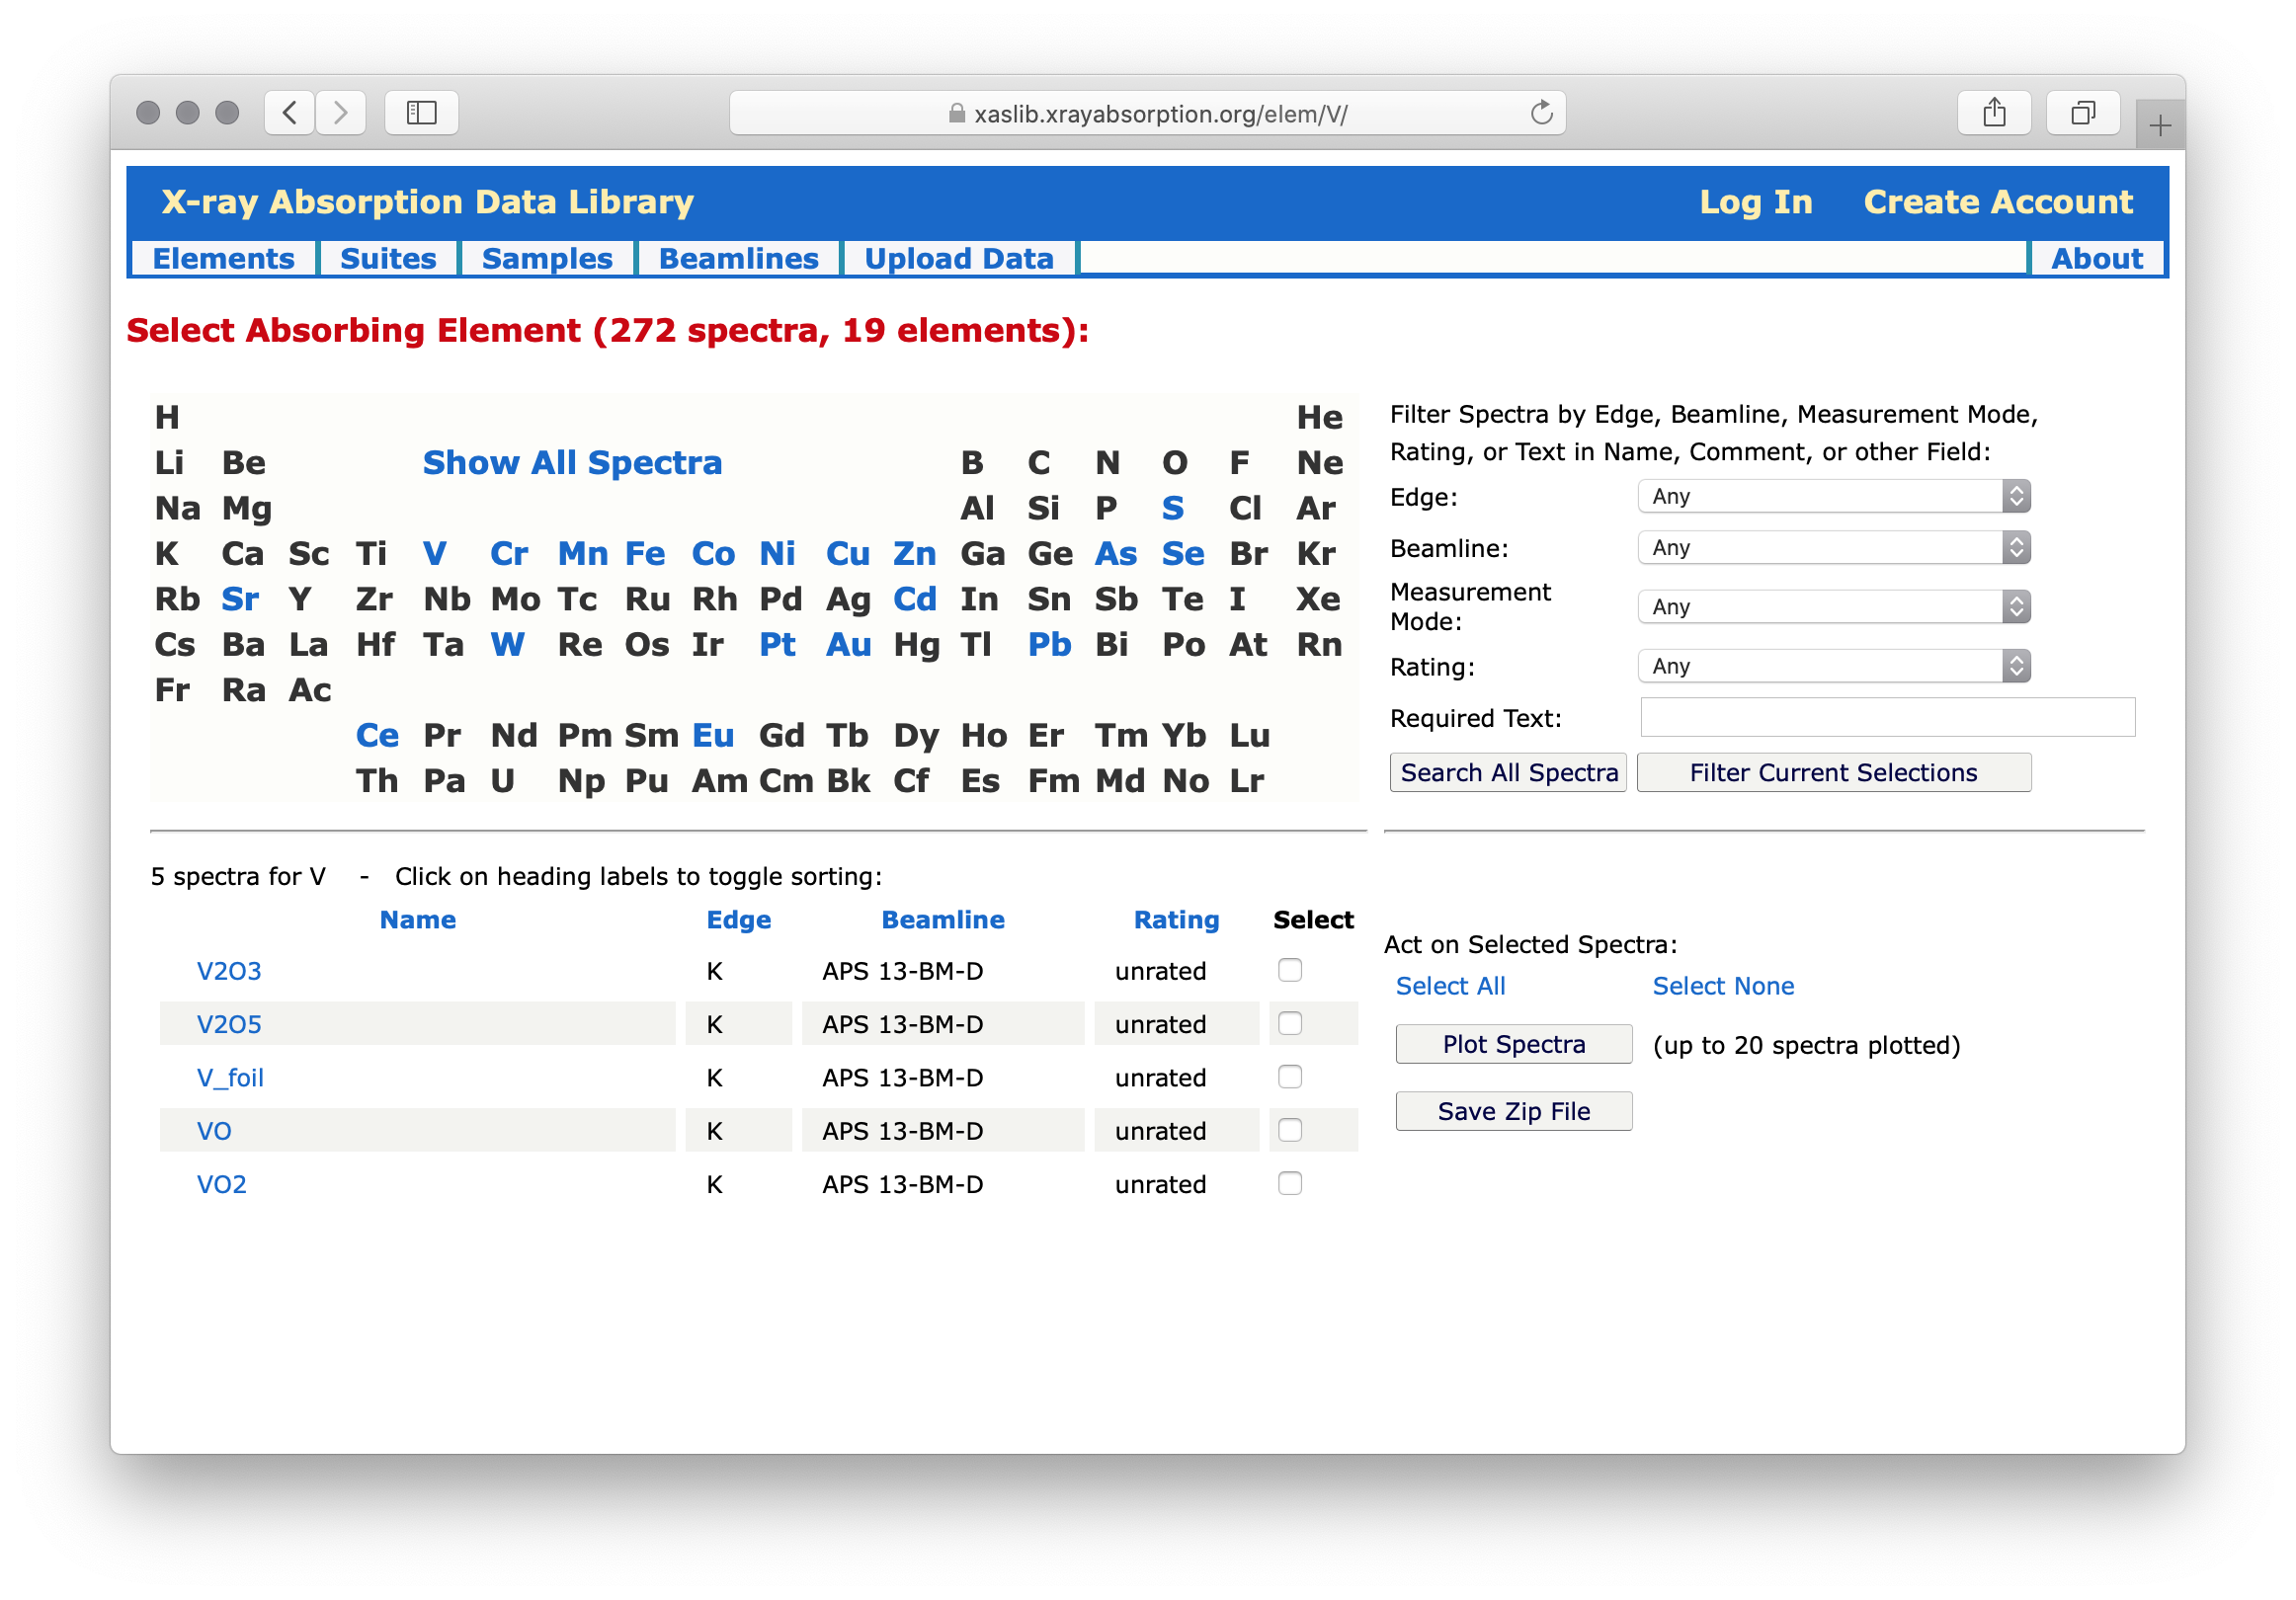 xaslib.xrayabsorption.org/elem/V/
X-ray Absorption Data Library Log In Create Account
Elements Suites Samples Beamlines Upload Data About
Select Absorbing Element (272 spectra, 19 elements):
H He
Li Be Show All Spectra B C N O F Ne
Na Mg Al Si P S Cl Ar
K Ca Sc Ti V Cr Mn Fe Co Ni Cu Zn Ga Ge As Se Br Kr
Rb Sr Y Zr Nb Mo Tc Ru Rh Pd Ag Cd In Sn Sb Te I Xe
Cs Ba La Hf Ta W Re Os Ir Pt Au Hg Tl Pb Bi Po At Rn
Fr Ra Ac
Ce Pr Nd Pm Sm Eu Gd Tb Dy Ho Er Tm Yb Lu
Th Pa U Np Pu Am Cm Bk Cf Es Fm Md No Lr
Filter Spectra by Edge, Beamline, Measurement Mode,
Rating, or Text in Name, Comment, or other Field:
Edge: Any
Beamline: Any
Measurement
Mode: Any
Rating: Any
Required Text:
Search All Spectra Filter Current Selections
5 spectra for V - Click on heading labels to toggle sorting:
Name Edge Beamline Rating Select
V2O3 K APS 13-BM-D unrated
V2O5 K APS 13-BM-D unrated
V_foil K APS 13-BM-D unrated
VO K APS 13-BM-D unrated
VO2 K APS 13-BM-D unrated
Act on Selected Spectra:
Select All Select None
Plot Spectra (up to 20 spectra plotted)
Save Zip File